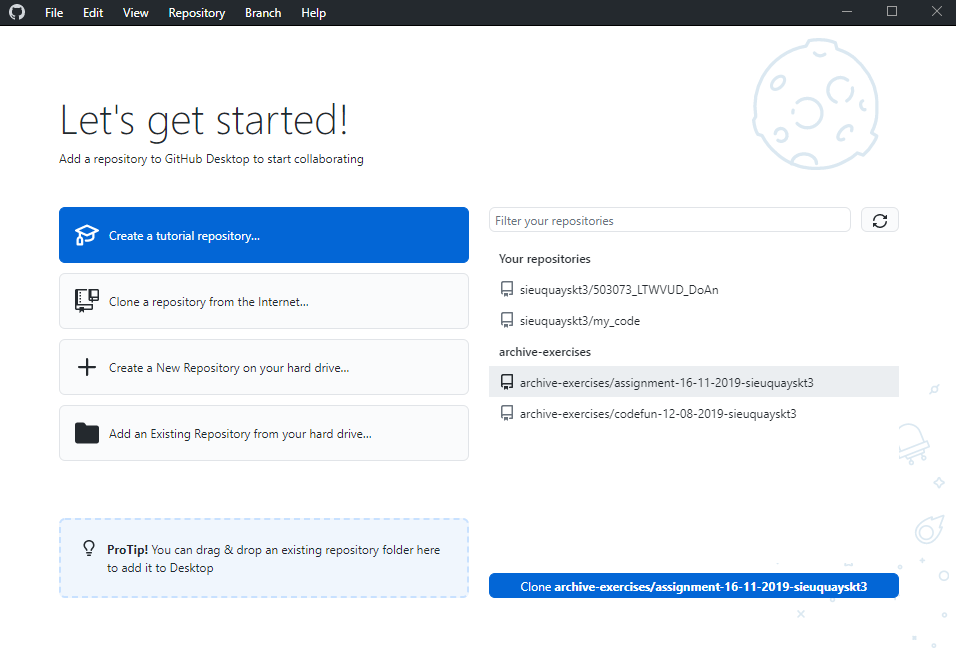 File Edit View Repository Branch Help
Let's get started!
Add a repository to GitHub Desktop to start collaborating
Create a tutorial repository...
Clone a repository from the Internet...
Create a New Repository on your hard drive...
Add an Existing Repository from your hard drive...
ProTip! You can drag & drop an existing repository folder here
to add it to Desktop
Filter your repositories
Your repositories
sieuquayskt3/503073_LTWVUD_DoAn
sieuquayskt3/my_code
archive-exercises
archive-exercises/assignment-16-11-2019-sieuquayskt3
archive-exercises/codefun-12-08-2019-sieuquayskt3
Clone archive-exercises/assignment-16-11-2019-sieuquayskt3